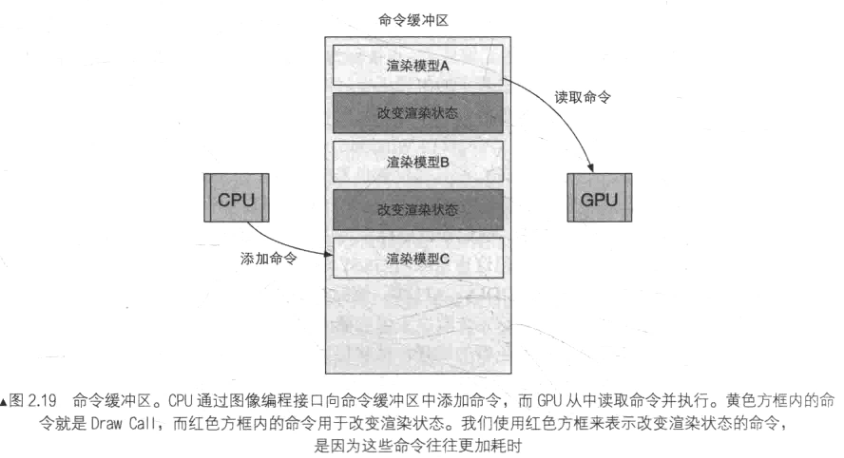 命令缓冲区
渲染模型A
读取命令
改变渲染状态
渲染模型B
CPU
GPU
改变渲染状态
添加命令
渲染模型C
▲图 2.19 命令缓冲区。CPU 通过图像编程接口向命令缓冲区中添加命令，而 GPU 从中读取命令并执行。黄色方框内的命
令就是 Draw Call，而红色方框内的命令用于改变渲染状态。我们使用红色方框来表示改变渲染状态的命令，
是因为这些命令往往更加耗时